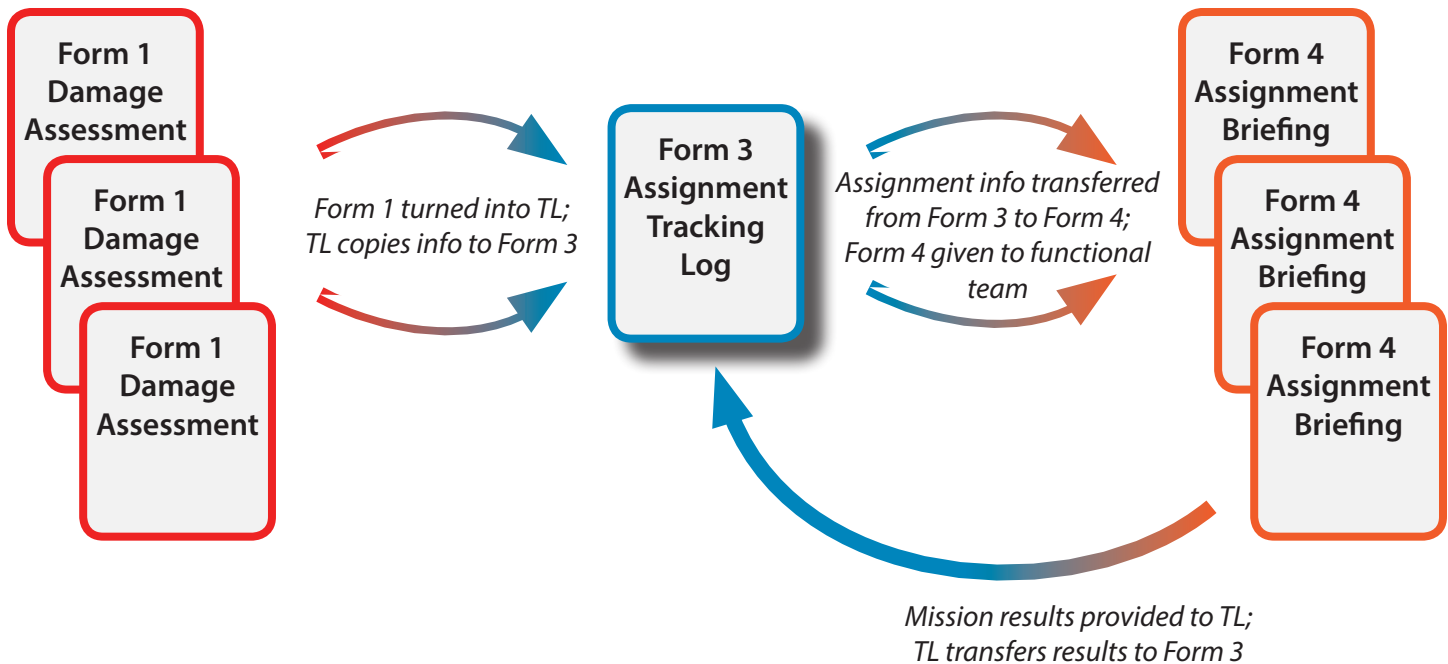 Form 1
Damage
Assessment
Form 1
Damage
Assessment
Form 1
Damage
Assessment
Form 1 turned into TL;
TL copies info to Form 3
Form 3
Assignment
Tracking
Log
Assignment info transferred
from Form 3 to Form 4;
Form 4 given to functional
team
Form 4
Assignment
Briefing
Form 4
Assignment
Briefing
Form 4
Assignment
Briefing
Mission results provided to TL;
TL transfers results to Form 3